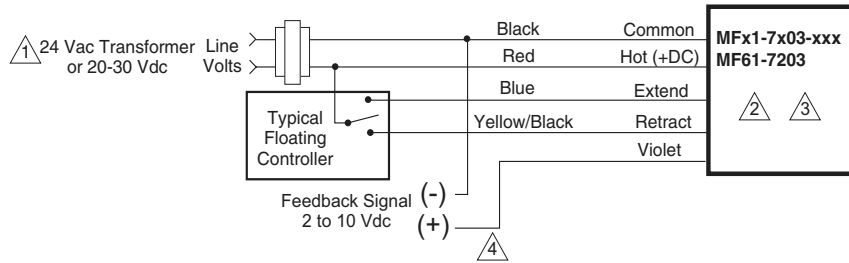 1 24 Vac Transformer
or 20-30 Vdc
Line
Volts
Black
Common
Red
Hot (+DC)
Blue
Extend
Yellow/Black
Retract
Violet
MFx1-7x03-xxx
MF61-7203
2 3
Typical
Floating
Controller
Feedback Signal
2 to 10 Vdc
(-)
(+)
4